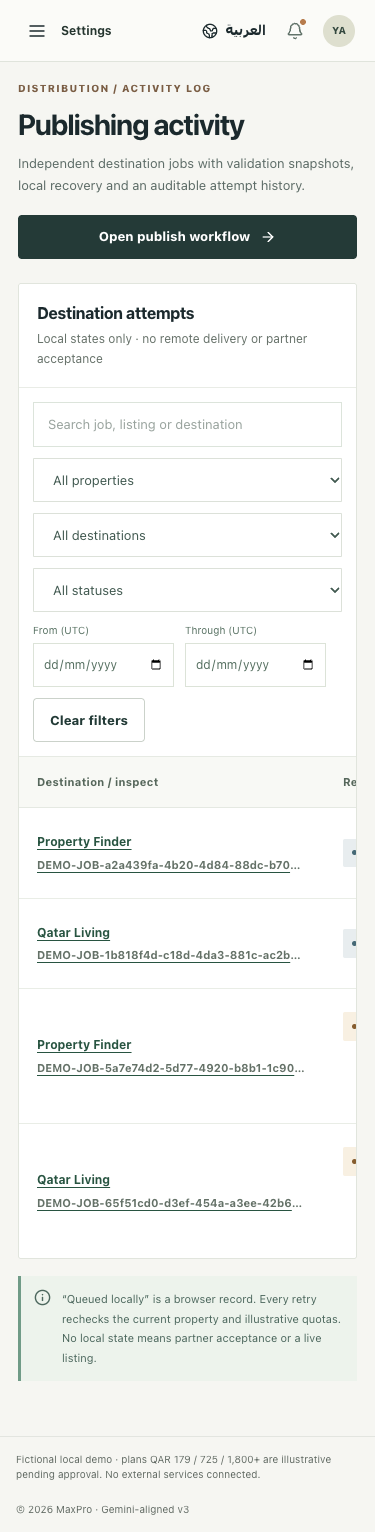 Settings
العربية
YA
DISTRIBUTION / ACTIVITY LOG
Publishing activity
Independent destination jobs with validation snapshots,
local recovery and an auditable attempt history.
Open publish workflow
Destination attempts
Local states only · no remote delivery or partner
acceptance
Search job, listing or destination
All properties
All destinations
All statuses
From (UTC)
Through (UTC)
dd/mm/yyyy
dd/mm/yyyy
Clear filters
Destination / inspect
Re
Property Finder
DEMO-JOB-a2a439fa-4b20-4d84-88dc-b70...
Qatar Living
DEMO-JOB-1b818f4d-c18d-4da3-881c-ac2b...
Property Finder
DEMO-JOB-5a7e74d2-5d77-4920-b8b1-1c90...
Qatar Living
DEMO-JOB-65f51cd0-d3ef-454a-a3ee-42b6...
“Queued locally” is a browser record. Every retry
rechecks the current property and illustrative quotas.
No local state means partner acceptance or a live
listing.
Fictional local demo · plans QAR 179 / 725 / 1,800+ are illustrative
pending approval. No external services connected.
© 2026 MaxPro · Gemini-aligned v3